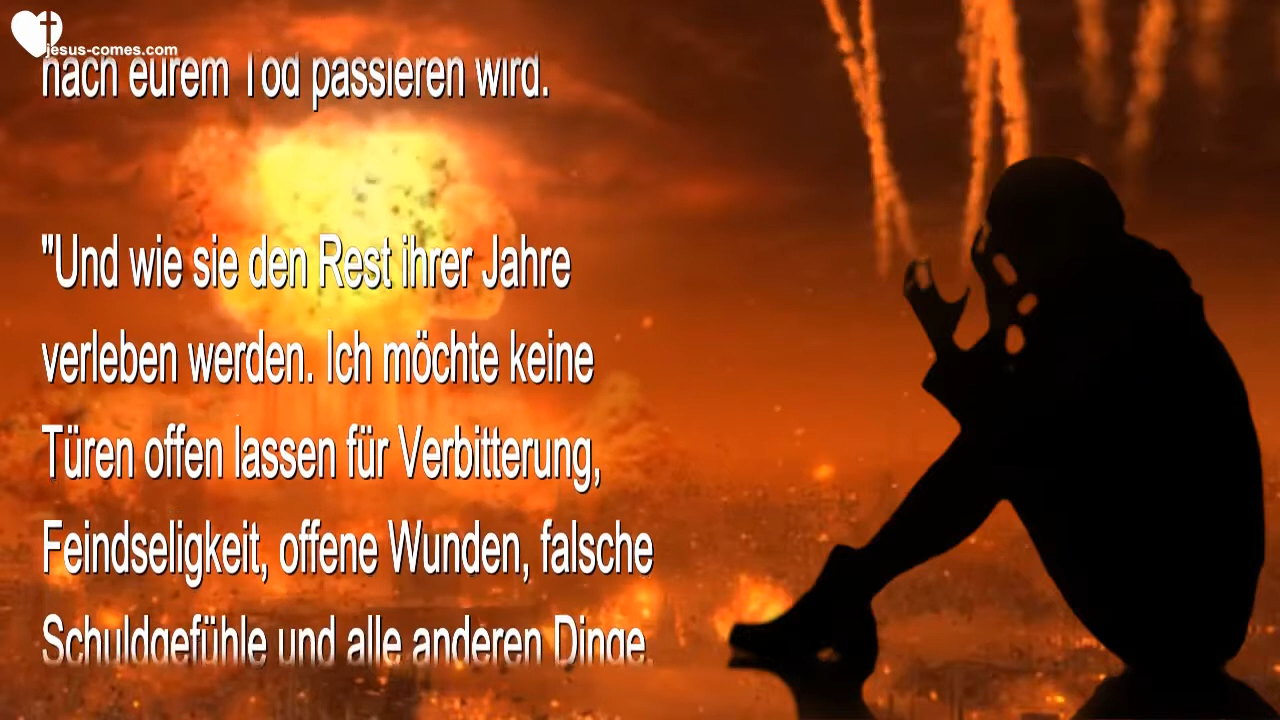 jesus-comes.com
nach eurem Tod passieren wird.
"Und wie sie den Rest ihrer Jahre
verleben werden. Ich möchte keine
Türen offen lassen für Verbitterung,
Feindseligkeit, offene Wunden, falsche
Schuldgefühle und alle anderen Dinge